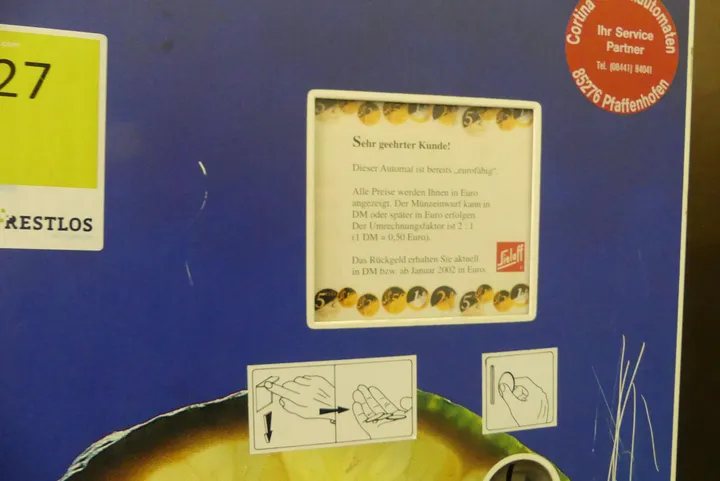 27
RESTLOS
Cortina
automaten
Ihr Service
Partner
Tel. (08441) 84041
85276 Pfaffenhofen
Sehr geehrter Kunde!
Dieser Automat ist bereits „eurofähig“.
Alle Preise werden Ihnen in Euro
angezeigt. Der Münzeinwurf kann in
DM oder später in Euro erfolgen.
Der Umrechnungsfaktor ist 2 : 1
(1 DM = 0,50 Euro).
Das Rückgeld erhalten Sie aktuell
in DM bzw. ab Januar 2002 in Euro.
Sielaff